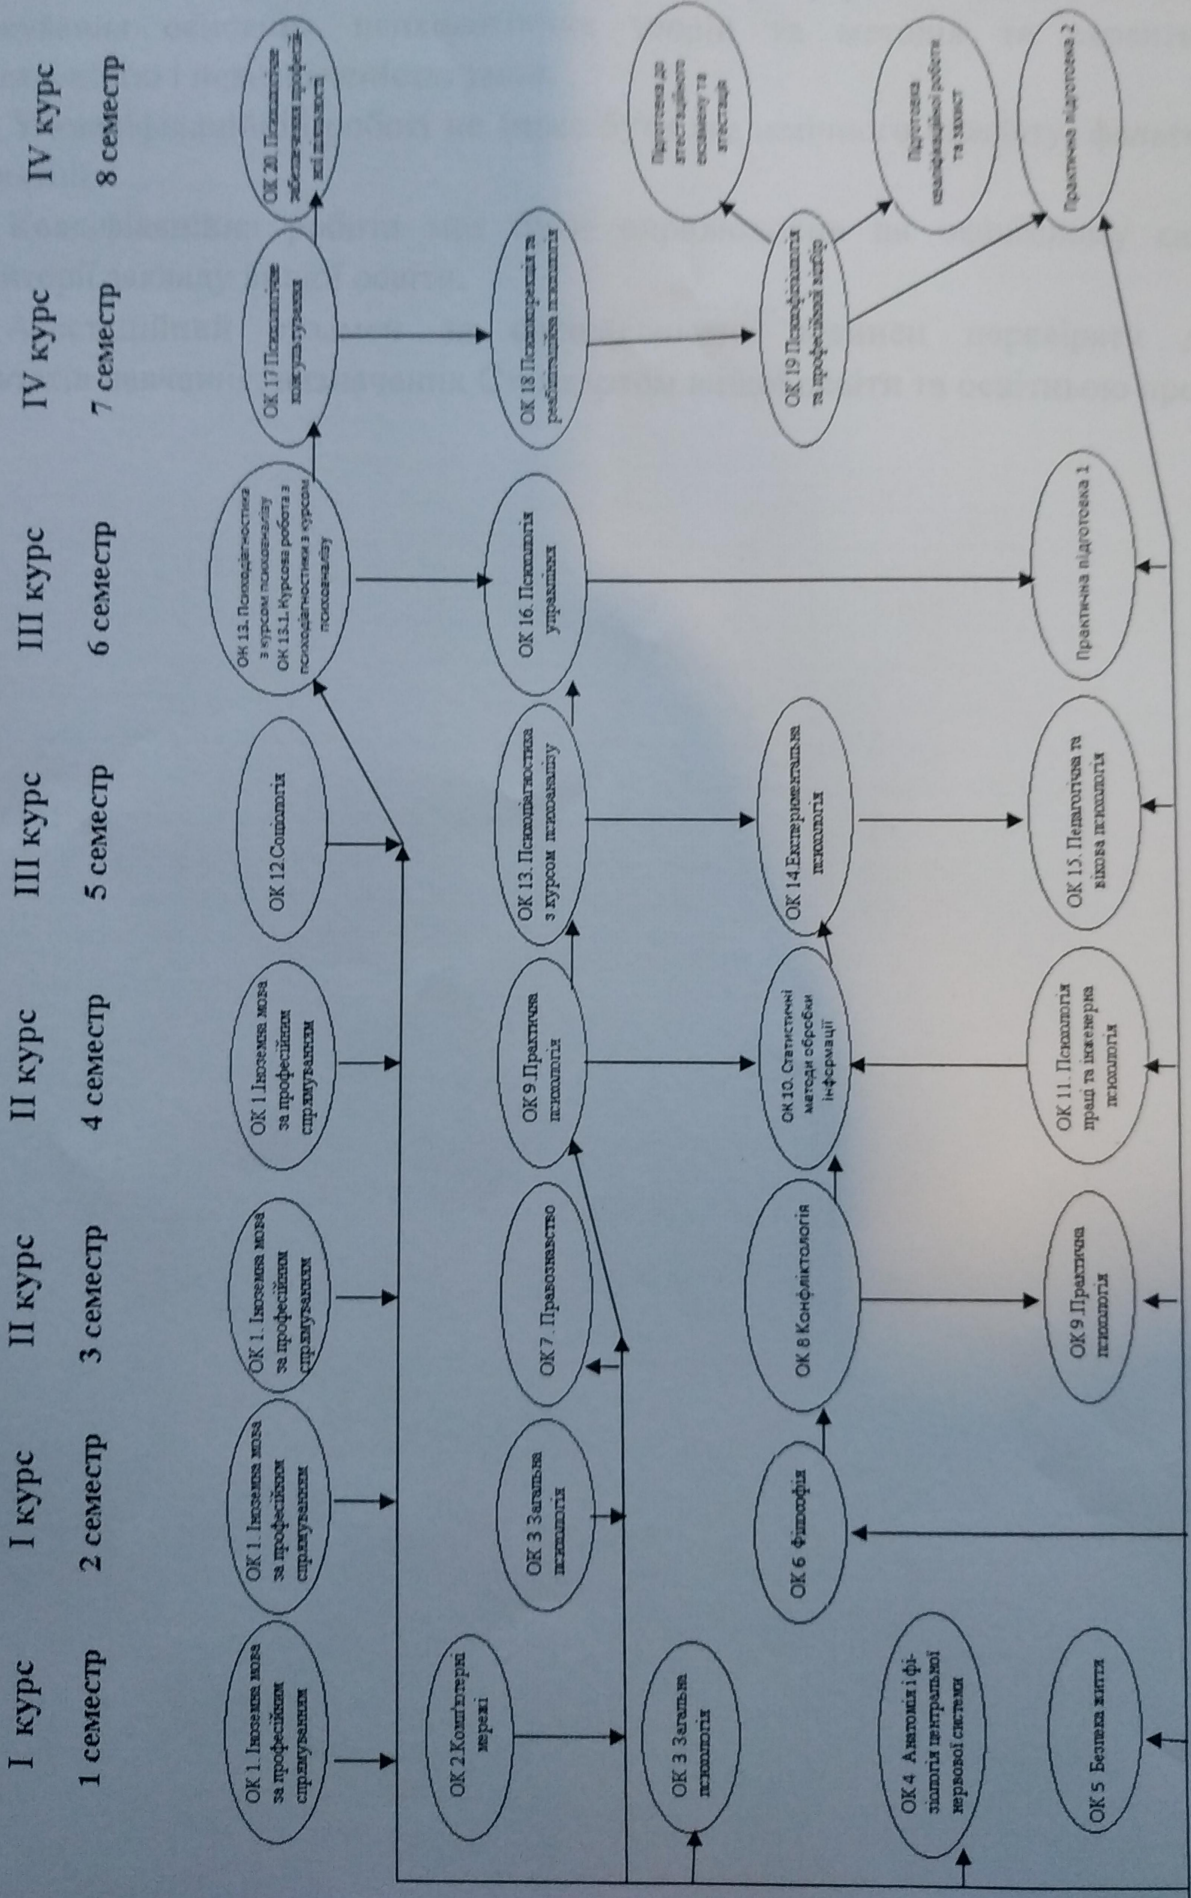 I курс
1 семестр
I курс
2 семестр
II курс
3 семестр
II курс
4 семестр
III курс
5 семестр
III курс
6 семестр
IV курс
7 семестр
IV курс
8 семестр
ОК 1. Іноземна мова
за професійним
спрямуванням
ОК 2 Комп'ютерні
мережі
ОК 3 Загальна
психологія
ОК 4 Анатомія і фі-
зіологія центральної
нервової системи
ОК 5 Безпека життя
ОК 1. Іноземна мова
за професійним
спрямуванням
ОК 3 Загальна
психологія
ОК 6 Філософія
ОК 1. Іноземна мова
за професійним
спрямуванням
ОК 7. Правознавство
ОК 8 Конфліктологія
ОК 9.Практична
психологія
ОК 1.Іноземна мова
за професійним
спрямуванням
ОК 9 .Практична
психологія
ОК 10. Статистичні
методи обробки
інформації
ОК 11. Психологія
праці та інженерна
психологія
ОК 12.Соціологія
ОК 13. Психодіагностика
з курсом психоаналізу
ОК 14.Експериментальна
психологія
ОК 15. Педагогічна та
вікова психологія
ОК 13. Психодіагностика
з курсом психоаналізу
ОК 13.1. Курсова робота з
психодіагностики з курсом
психоаналізу
ОК 16. Психологія
управління
Практична підготовка 1
ОК 17 Психологічне
консультування
ОК 18 Психокорекція та
реабілітаційна психологія
ОК 19 Психофізіологія
та професійний відбір
ОК 20. Психологічне
забезпечення професій-
ної діяльності
Підготовка до
атестаційного
екзамену та
атестація
Підготовка
кваліфікаційної роботи
та захист
Практична підготовка 2